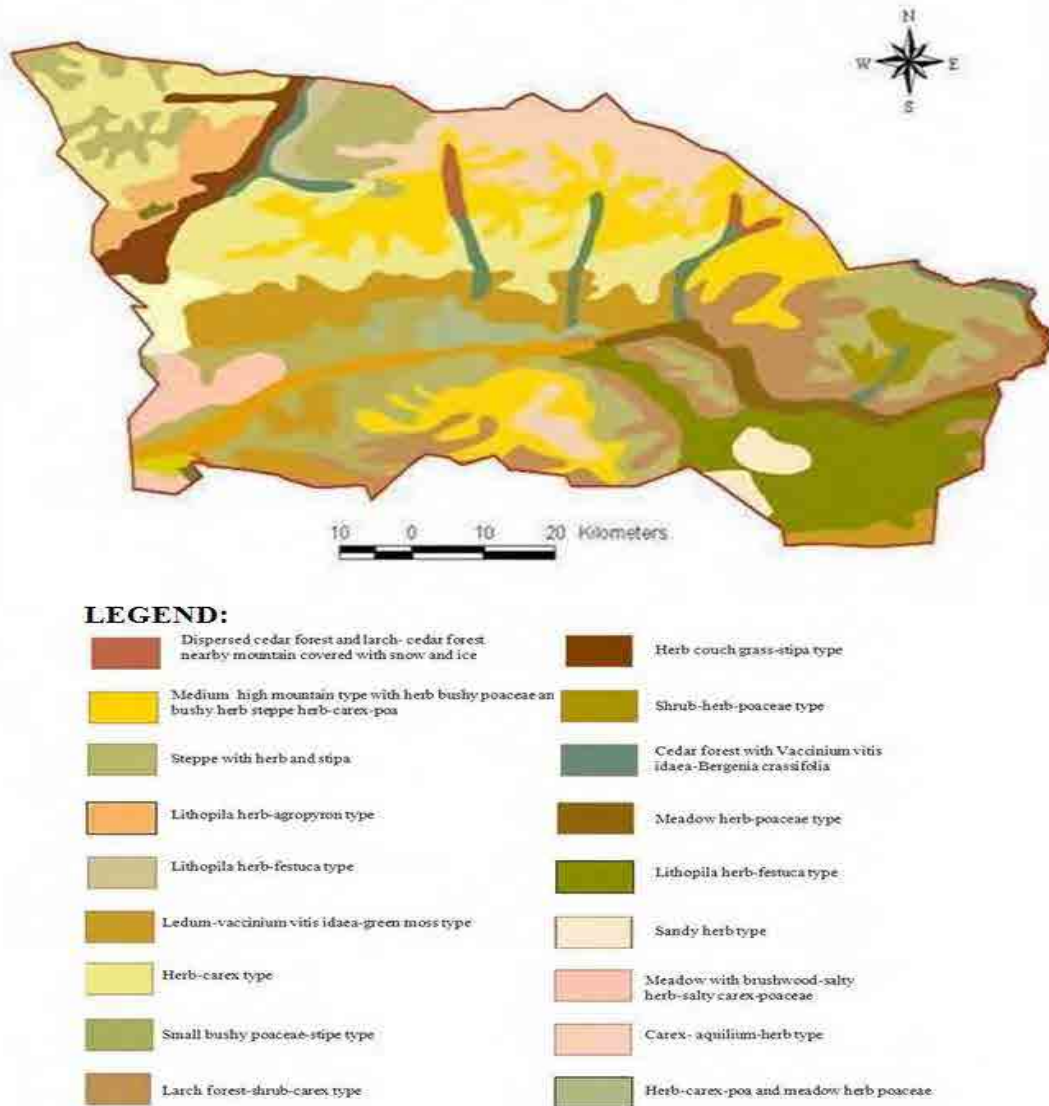 N
W E
S
10 0 10 20 Kilometers
LEGEND:
Dispersed cedar forest and larch- cedar forest
nearby mountain covered with snow and ice
Medium high mountain type with herb bushy poaceae an
bushy herb steppe herb-carex-poa
Steppe with herb and stipa
Lithopila herb-agropyron type
Lithopila herb-festuca type
Ledum-vaccinium vitis idaea-green moss type
Herb-carex type
Small bushy poaceae-stipe type
Larch forest-shrub-carex type
Herb couch grass-stipa type
Shrub-herb-poaceae type
Cedar forest with Vaccinium vitis
idaea-Bergenia crassifolia
Meadow herb-poaceae type
Lithopila herb-festuca type
Sandy herb type
Meadow with brushwood-salty
herb-salty carex-poaceae
Carex- aquilium-herb type
Herb-carex-poa and meadow herb poaceae